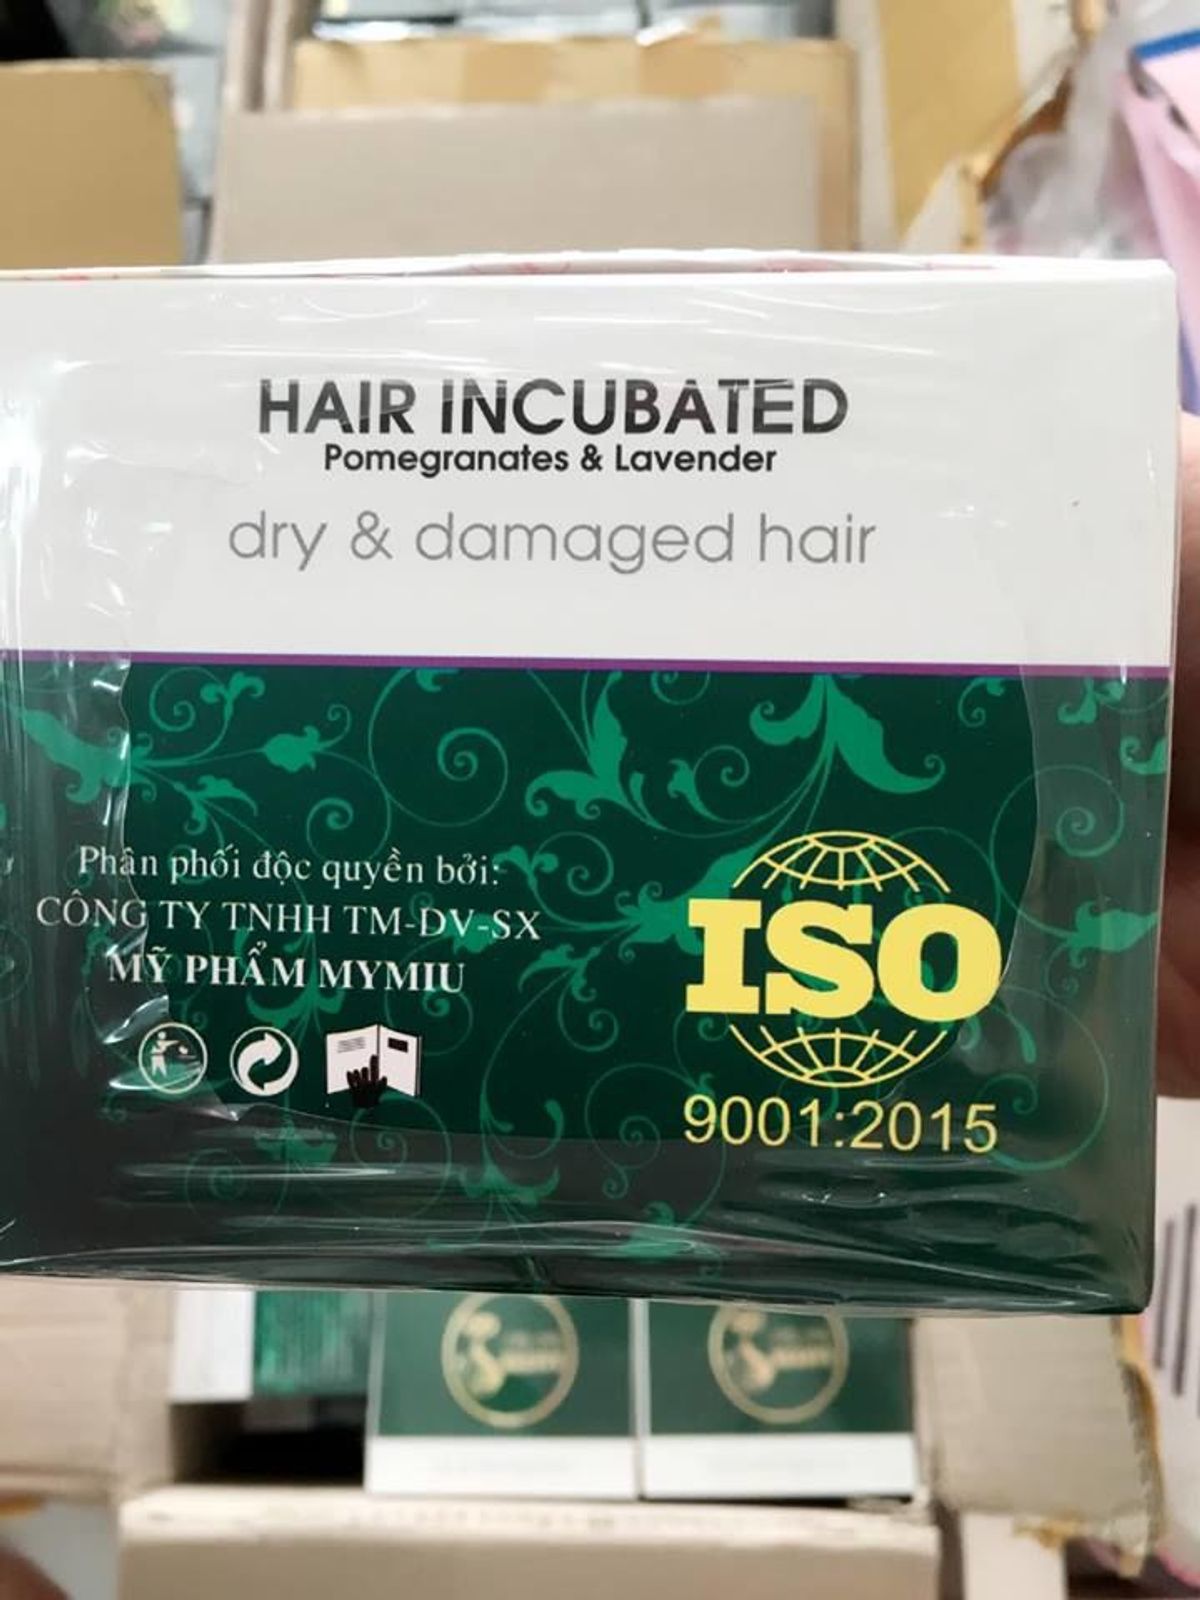 HAIR INCUBATED
Pomegranates & Lavender
dry & damaged hair
Phân phối độc quyền bởi:
CÔNG TY TNHH TM-DV-SX
MỸ PHẨM MYMIU
ISO
9001:2015